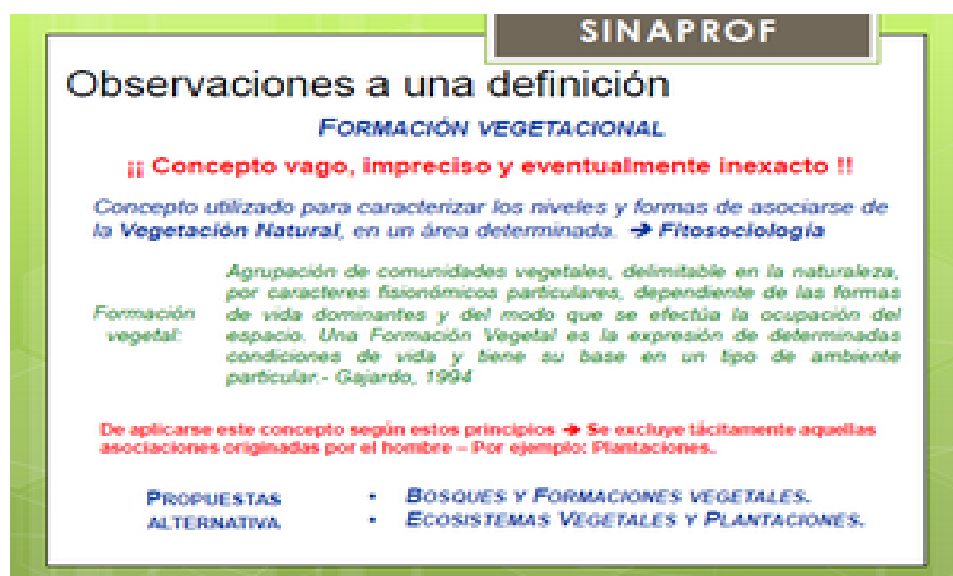 SINAPROF
Observaciones a una definición
FORMACIÓN VEGETACIONAL
¡¡ Concepto vago, impreciso y eventualmente inexacto !!
Concepto utilizado para caracterizar los niveles y formas de asociarse de
la Vegetación Natural, en un área determinada. → Fitosociología
Formación
vegetal:
Agrupación de comunidades vegetales, delimitable en la naturaleza,
por caracteres fisionómicos particulares, dependiente de las formas
de vida dominantes y del modo que se efectúa la ocupación del
espacio. Una Formación Vegetal es la expresión de determinadas
condiciones de vida y tiene su base en un tipo de ambiente
particular.- Gajardo, 1994
De aplicarse este concepto según estos principios → Se excluye tácitamente aquellas
asociaciones originadas por el hombre – Por ejemplo: Plantaciones.
PROPUESTAS
ALTERNATIVA
• BOSQUES Y FORMACIONES VEGETALES.
• ECOSISTEMAS VEGETALES Y PLANTACIONES.